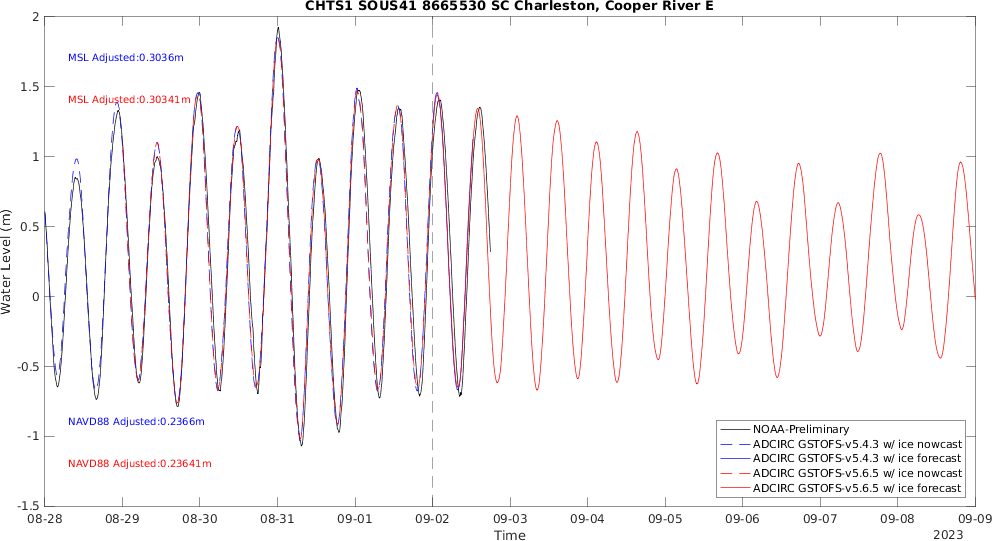 CHTS1 SOUS41 8665530 SC Charleston, Cooper River E
2
1.5
1
0.5
0
-0.5
-1
-1.5
Water Level (m)
MSL Adjusted:0.3036m
MSL Adjusted:0.30341m
NAVD88 Adjusted:0.2366m
NAVD88 Adjusted:0.23641m
NOAA-Preliminary
ADCIRC GSTOFS-v5.4.3 w/ ice nowcast
ADCIRC GSTOFS-v5.4.3 w/ ice forecast
ADCIRC GSTOFS-v5.6.5 w/ ice nowcast
ADCIRC GSTOFS-v5.6.5 w/ ice forecast
08-28 08-29 08-30 08-31 09-01 09-02 09-03 09-04 09-05 09-06 09-07 09-08 09-09
Time
2023